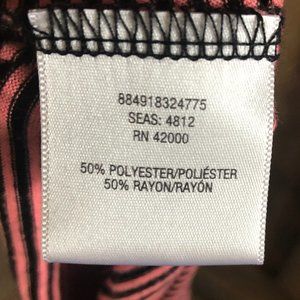 884918324775
SEAS: 4812
RN 42000
50% POLYESTER/POLIÉSTER
50% RAYON/RAYÓN